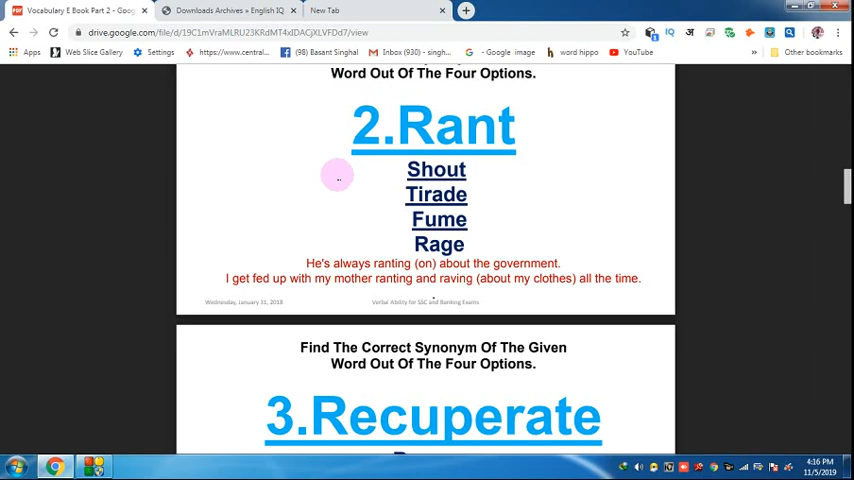 Vocabulary E Book Part 2 - Goog
Downloads Archives » English IQ
New Tab
drive.google.com/file/d/19C1mVraMLRU23KRdMT4xIDACjXLVFDd7/view
Apps
Web Slice Gallery
Settings
https://www.central...
(98) Basant Singhal
Inbox (930) - singh...
- Google image
word hippo
YouTube
Other bookmarks
Word Out Of The Four Options.
2.Rant
Shout
Tirade
Fume
Rage
He's always ranting (on) about the government.
I get fed up with my mother ranting and raving (about my clothes) all the time.
Wednesday, January 31, 2018
Verbal Ability for SSC and Banking Exams
Find The Correct Synonym Of The Given
Word Out Of The Four Options.
3.Recuperate
4:16 PM
11/5/2019